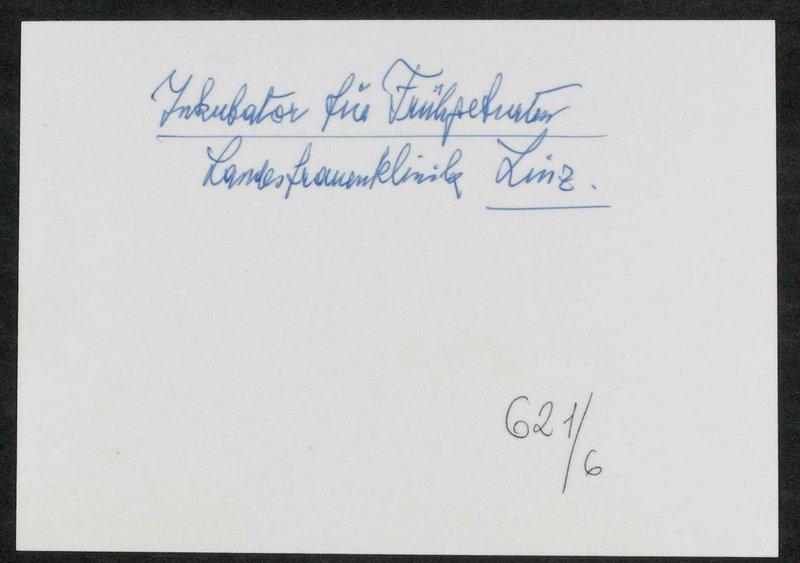 Inkubator für Frühgeburten
Landesfrauenklinik Linz.
621/6